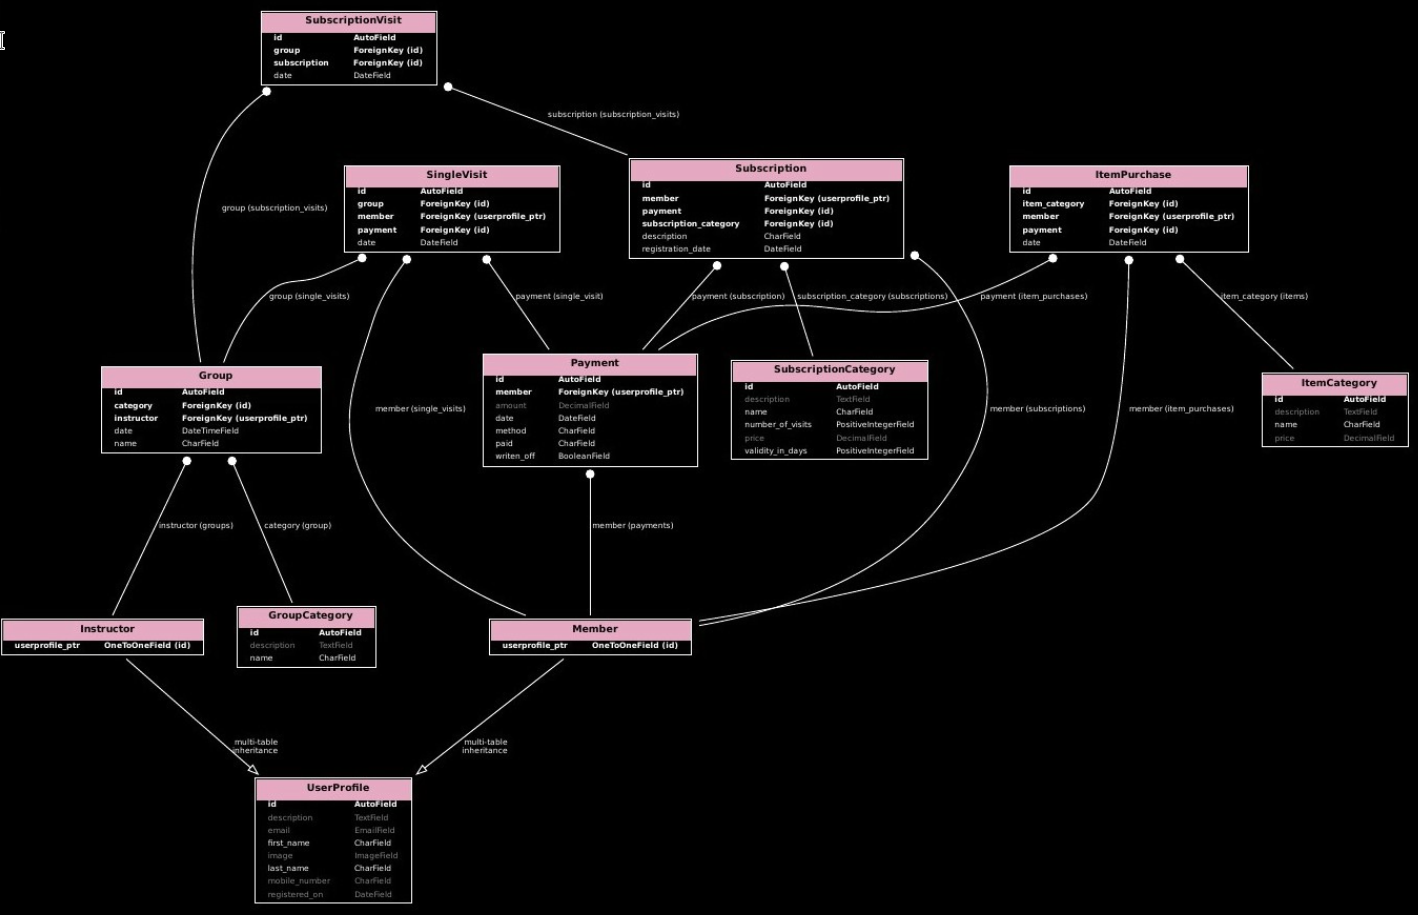 SubscriptionVisit
id AutoField
group ForeignKey (id)
subscription ForeignKey (id)
date DateField
subscription (subscription_visits)
group (subscription_visits)
SingleVisit
id AutoField
group ForeignKey (id)
member ForeignKey (userprofile_ptr)
payment ForeignKey (id)
date DateField
Subscription
id AutoField
member ForeignKey (userprofile_ptr)
payment ForeignKey (id)
subscription_category ForeignKey (id)
description CharField
registration_date DateField
ItemPurchase
id AutoField
item_category ForeignKey (id)
member ForeignKey (userprofile_ptr)
payment ForeignKey (id)
date DateField
group (single_visits)
payment (single_visit)
payment (subscription)
subscription_category (subscriptions)
payment (item_purchases)
item_category (items)
Group
id AutoField
category ForeignKey (id)
instructor ForeignKey (userprofile_ptr)
date DateTimeField
name CharField
member (single_visits)
Payment
id AutoField
member ForeignKey (userprofile_ptr)
amount DecimalField
date DateField
method CharField
paid CharField
writen_off BooleanField
SubscriptionCategory
id AutoField
description TextField
name CharField
number_of_visits PositiveIntegerField
price DecimalField
validity_in_days PositiveIntegerField
member (subscriptions)
member (item_purchases)
ItemCategory
id AutoField
description TextField
name CharField
price DecimalField
instructor (groups)
category (group)
member (payments)
Instructor
userprofile_ptr OneToOneField (id)
GroupCategory
id AutoField
description TextField
name CharField
Member
userprofile_ptr OneToOneField (id)
multi-table
inheritance
multi-table
inheritance
UserProfile
id AutoField
description TextField
email EmailField
first_name CharField
image ImageField
last_name CharField
mobile_number CharField
registered_on DateField